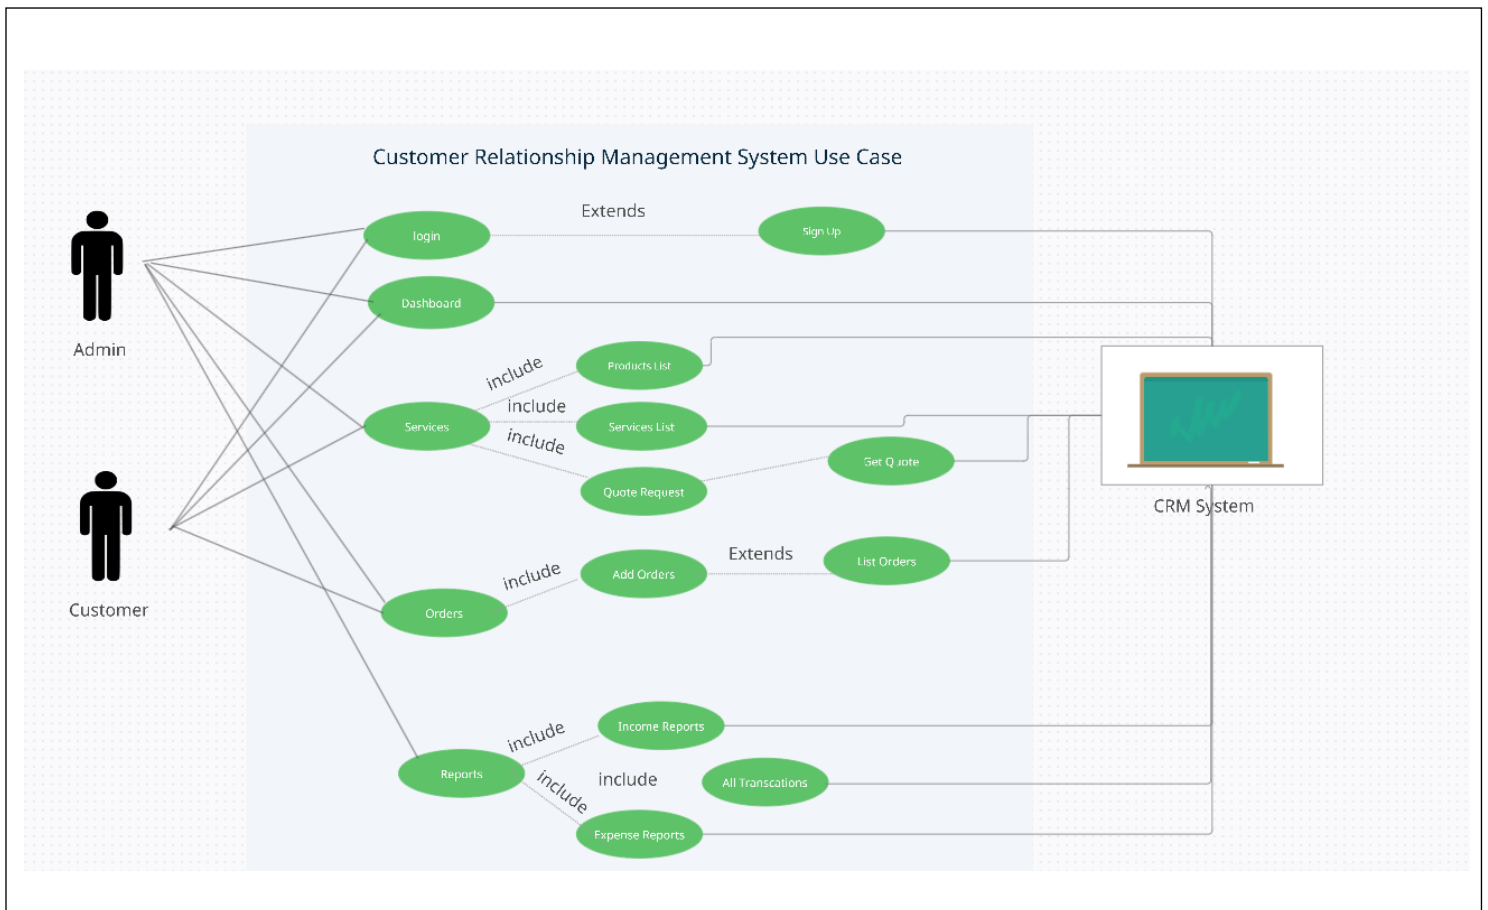 Customer Relationship Management System Use Case
Extends
login
Sign Up
Dashboard
Admin
include
Products List
include
Services
Services List
include
Get Quote
Quote Request
CRM System
Extends
include
Add Orders
List Orders
Customer
Orders
include
Income Reports
Reports
include
include
All Transcations
Expense Reports